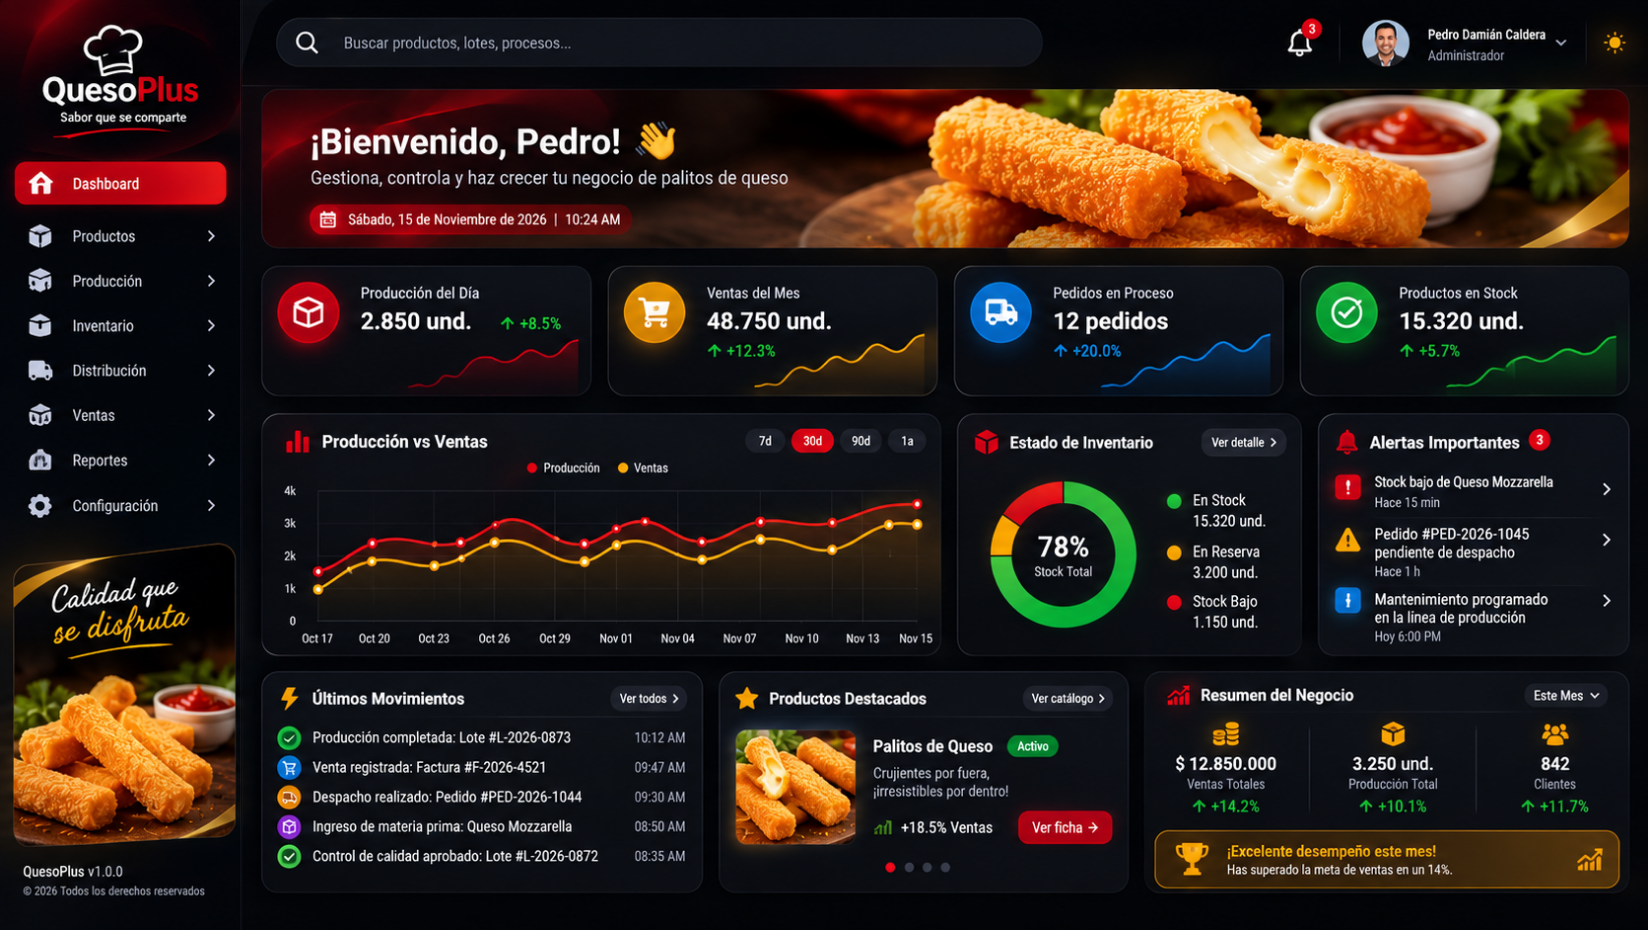 QuesoPlus
Sabor que se comparte
Dashboard
Productos
Producción
Inventario
Distribución
Ventas
Reportes
Configuración
Calidad que
se disfruta
QuesoPlus v1.0.0
© 2026 Todos los derechos reservados
Buscar productos, lotes, procesos...
3
Pedro Damián Caldera
Administrador
¡Bienvenido, Pedro!
Gestiona, controla y haz crecer tu negocio de palitos de queso
Sábado, 15 de Noviembre de 2026 | 10:24 AM
Producción del Día
2.850 und.
+8.5%
Ventas del Mes
48.750 und.
+12.3%
Pedidos en Proceso
12 pedidos
+20.0%
Productos en Stock
15.320 und.
+5.7%
Producción vs Ventas
7d
30d
90d
1a
Producción
Ventas
4k
3k
2k
1k
0
Oct 17
Oct 20
Oct 23
Oct 26
Oct 29
Nov 01
Nov 04
Nov 07
Nov 10
Nov 13
Nov 15
Estado de Inventario
Ver detalle
78%
Stock Total
En Stock
15.320 und.
En Reserva
3.200 und.
Stock Bajo
1.150 und.
Alertas Importantes
3
Stock bajo de Queso Mozzarella
Hace 15 min
Pedido #PED-2026-1045
pendiente de despacho
Hace 1 h
Mantenimiento programado
en la línea de producción
Hoy 6:00 PM
Últimos Movimientos
Ver todos
Producción completada: Lote #L-2026-0873
10:12 AM
Venta registrada: Factura #F-2026-4521
09:47 AM
Despacho realizado: Pedido #PED-2026-1044
09:30 AM
Ingreso de materia prima: Queso Mozzarella
08:50 AM
Control de calidad aprobado: Lote #L-2026-0872
08:35 AM
Productos Destacados
Ver catálogo
Palitos de Queso
Activo
Crujientes por fuera,
¡irresistibles por dentro!
+18.5% Ventas
Ver ficha
Resumen del Negocio
Este Mes
$ 12.850.000
Ventas Totales
+14.2%
3.250 und.
Producción Total
+10.1%
842
Clientes
+11.7%
¡Excelente desempeño este mes!
Has superado la meta de ventas en un 14%.